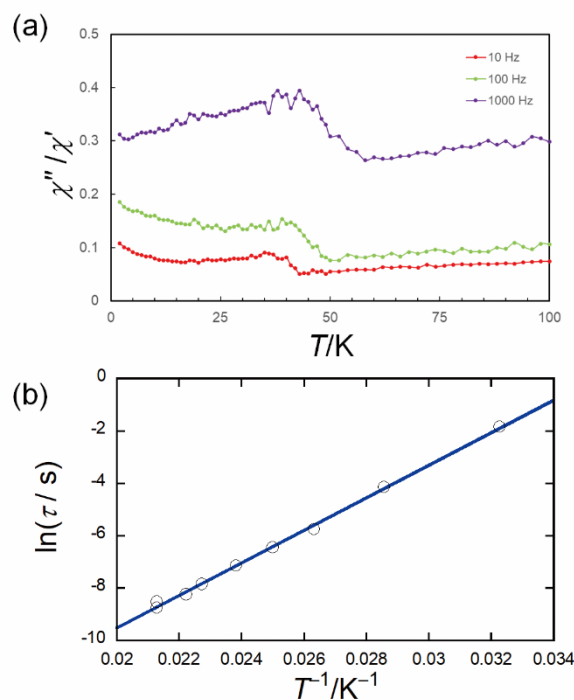 (a)
0.5
0.4
0.3
0.2
0.1
0
χ''/χ'
10 Hz
100 Hz
1000 Hz
0 25 50 75 100
T/K
(b)
0
-2
-4
-6
-8
-10
ln(τ / s)
0.02 0.022 0.024 0.026 0.028 0.03 0.032 0.034
T⁻¹/K⁻¹